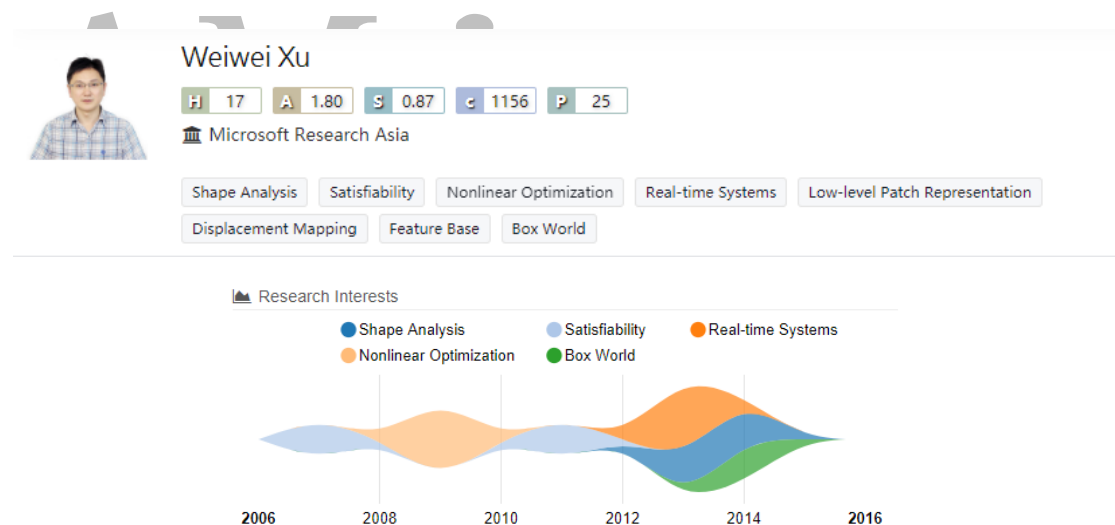 Weiwei Xu
H 17 A 1.80 S 0.87 c 1156 P 25
Microsoft Research Asia
Shape Analysis Satisfiability Nonlinear Optimization Real-time Systems Low-level Patch Representation
Displacement Mapping Feature Base Box World
Research Interests
Shape Analysis Satisfiability Real-time Systems
Nonlinear Optimization Box World
2006 2008 2010 2012 2014 2016